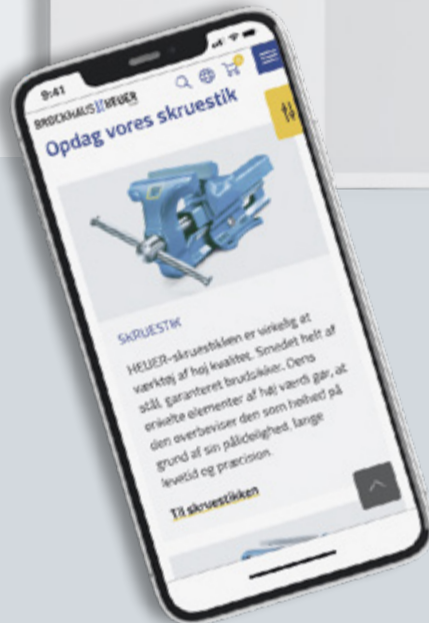 9:41
BROCKHAUS HEUER
Opdag vores skruestik
SKRUESTIK
HEUER-skruestikken er virkelig et
værktøj af høj kvalitet. Smedet helt af
stål, garanteret brudsikker. Dens
enkelte elementer af høj værdi gør, at
den overbeviser den som helhed på
grund af sin pålidelighed, lange
levetid og præcision.
Til skruestikken